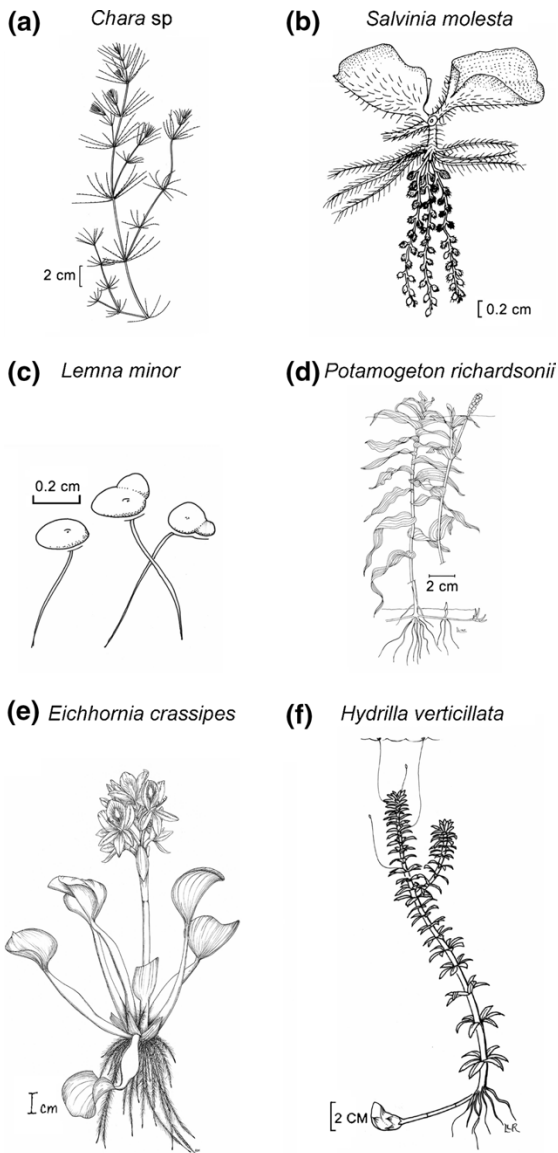 (a) Chara sp
(b) Salvinia molesta
2 cm
0.2 cm
(c) Lemna minor
(d) Potamogeton richardsonii
0.2 cm
2 cm
(e) Eichhornia crassipes
(f) Hydrilla verticillata
cm
2 CM